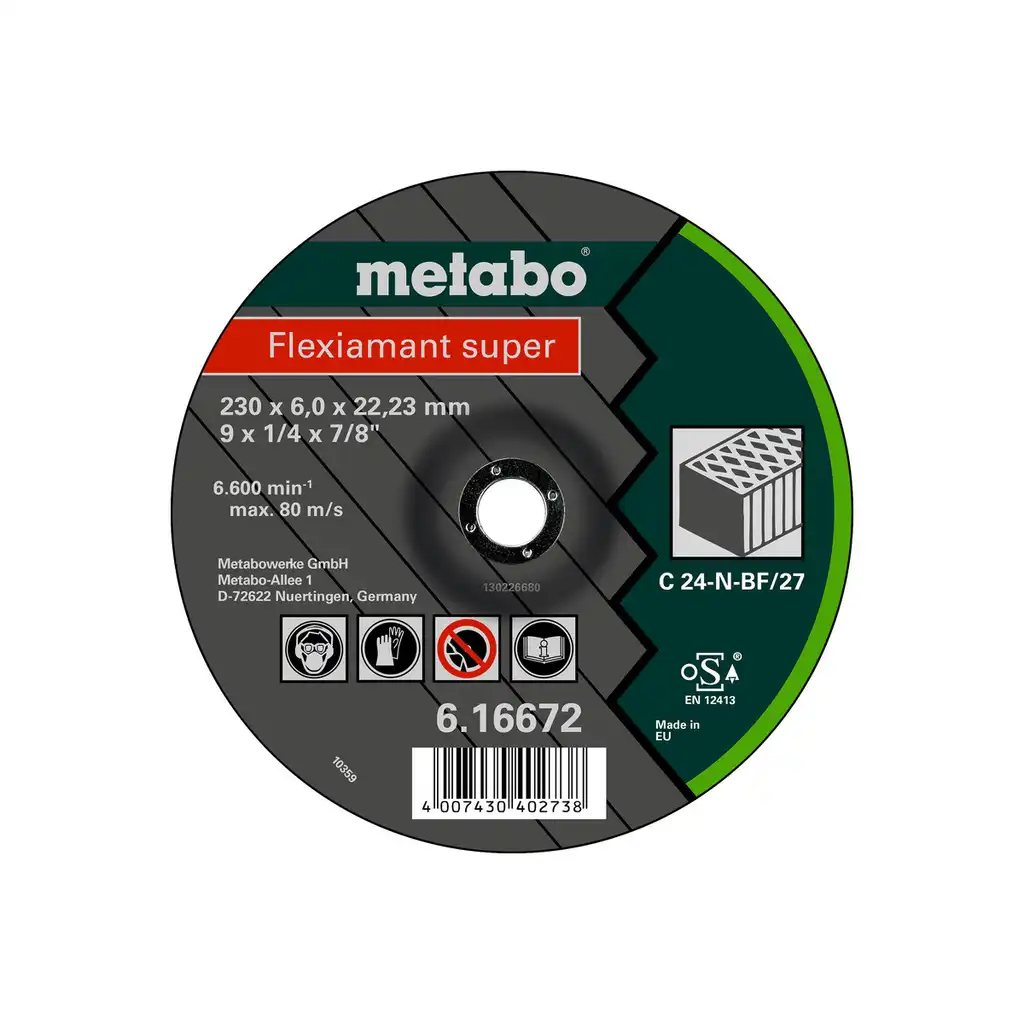 metabo®
Flexiamant super
230 x 6,0 x 22,23 mm
9 x 1/4 x 7/8"
6.600 min⁻¹
max. 80 m/s
Metabowerke GmbH
Metabo-Allee 1
D-72622 Nuertingen, Germany
130226680
C 24-N-BF/27
oS®
EN 12413
Made in
EU
6.16672
10359
4 007430 402738